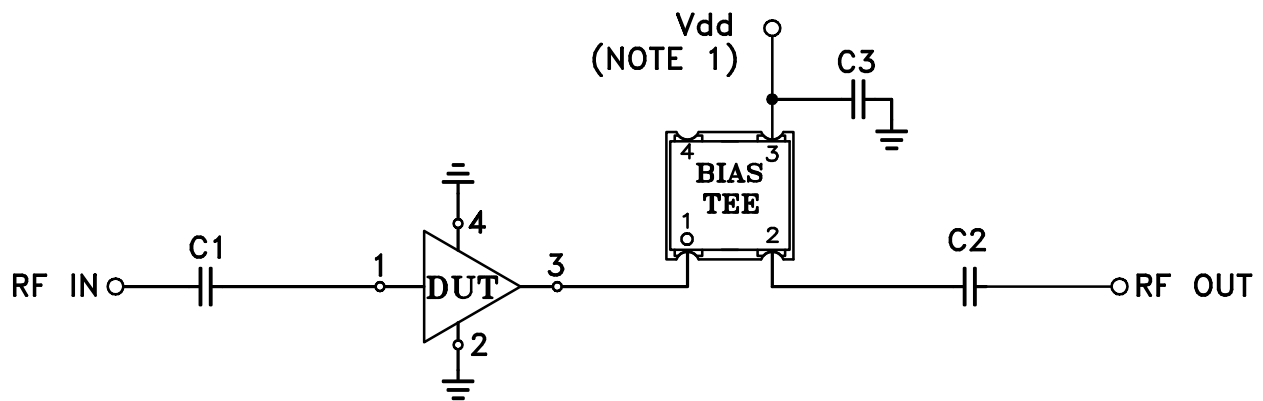 Vdd
(NOTE 1)
C3
4
3
BIAS
TEE
1
2
4
C1
C2
1
3
RF IN
DUT
RF OUT
2